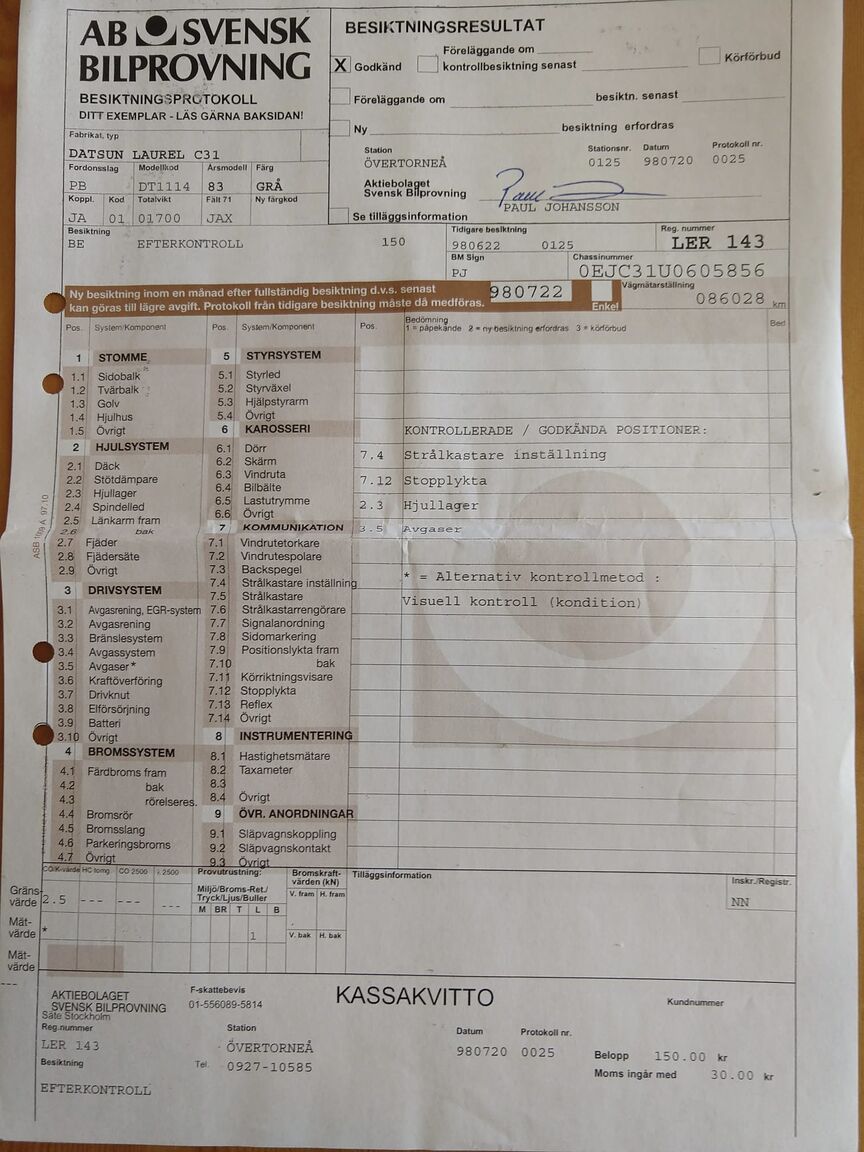 AB SVENSK
BILPROVNING
BESIKTNINGSPROTOKOLL
DITT EXEMPLAR - LÄS GÄRNA BAKSIDAN!
BESIKTNINGSRESULTAT
X Godkänd
Föreläggande om
kontrollbesiktning senast
Körförbud
Föreläggande om besiktn. senast
Ny besiktning erfordras
Station Stationsnr. Datum Protokoll nr.
ÖVERTORNEÅ 0125 980720 0025
Aktiebolaget
Svensk Bilprovning
PAUL JOHANSSON
Se tilläggsinformation
Fabrikat, typ
DATSUN LAUREL C31
Fordonsslag Modellkod Årsmodell Färg
PB DT1114 83 GRÅ
Koppl. Kod Totalvikt Fält 71 Ny färgkod
JA 01 01700 JAX
Besiktning
BE EFTERKONTROLL 150
Tidigare besiktning
980622 0125
Reg. nummer
LER 143
BM Sign
PJ
Chassinummer
0EJC31U0605856
Ny besiktning inom en månad efter fullständig besiktning d.v.s. senast
kan göras till lägre avgift. Protokoll från tidigare besiktning måste då medföras.
980722
Enkel
Vägmätarställning
086028 km
Pos. System/Komponent Pos. System/Komponent Pos.
Bedömning
1 = påpekande 2 = ny besiktning erfordras 3 = körförbud
Bed
1 STOMME
1.1 Sidobalk
1.2 Tvärbalk
1.3 Golv
1.4 Hjulhus
1.5 Övrigt
2 HJULSYSTEM
2.1 Däck
2.2 Stötdämpare
2.3 Hjullager
2.4 Spindelled
2.5 Länkarm fram
2.6 bak
2.7 Fjäder
2.8 Fjädersäte
2.9 Övrigt
3 DRIVSYSTEM
3.1 Avgasrening, EGR-system
3.2 Avgasrening
3.3 Bränslesystem
3.4 Avgassystem
3.5 Avgaser*
3.6 Kraftöverföring
3.7 Drivknut
3.8 Elförsörjning
3.9 Batteri
3.10 Övrigt
4 BROMSSYSTEM
4.1 Färdbroms fram
4.2 bak
4.3 rörelseres.
4.4 Bromsrör
4.5 Bromsslang
4.6 Parkeringsbroms
4.7 Övrigt
5 STYRSYSTEM
5.1 Styrled
5.2 Styrväxel
5.3 Hjälpstyrarm
5.4 Övrigt
6 KAROSSERI
6.1 Dörr
6.2 Skärm
6.3 Vindruta
6.4 Bilbälte
6.5 Lastutrymme
6.6 Övrigt
7 KOMMUNIKATION
7.1 Vindrutetorkare
7.2 Vindrutespolare
7.3 Backspegel
7.4 Strålkastare inställning
7.5 Strålkastare
7.6 Strålkastarrengörare
7.7 Signalanordning
7.8 Sidomarkering
7.9 Positionslykta fram
7.10 bak
7.11 Körriktningsvisare
7.12 Stopplykta
7.13 Reflex
7.14 Övrigt
8 INSTRUMENTERING
8.1 Hastighetsmätare
8.2 Taxameter
8.3
8.4 Övrigt
9 ÖVR. ANORDNINGAR
9.1 Släpvagnskoppling
9.2 Släpvagnskontakt
9.3 Övrigt
KONTROLLERADE / GODKÄNDA POSITIONER:
7.4 Strålkastare inställning
7.12 Stopplykta
2.3 Hjullager
3.5 Avgaser
* = Alternativ kontrollmetod :
Visuell kontroll (kondition)
HC tomg CO 2500 2500
Gräns-
värde 2.5 --- --- ---
Mät-
värde *
Mät-
värde
---
Provutrustning:
Miljö/Broms-Ret./
Tryck/Ljus/Buller
M BR T L B
1
Bromskraft-
värden (kN)
V. fram H. fram
V. bak H. bak
Tilläggsinformation
Inskr./Registr.
NN
AKTIEBOLAGET
SVENSK BILPROVNING
Säte Stockholm
F-skattebevis
01-556089-5814
KASSAKVITTO
Kundnummer
Reg.nummer
LER 143
Station
ÖVERTORNEÅ
Datum Protokoll nr.
980720 0025
Belopp 150.00 kr
Moms ingår med 30.00 kr
Besiktning
EFTERKONTROLL
Tel. 0927-10585